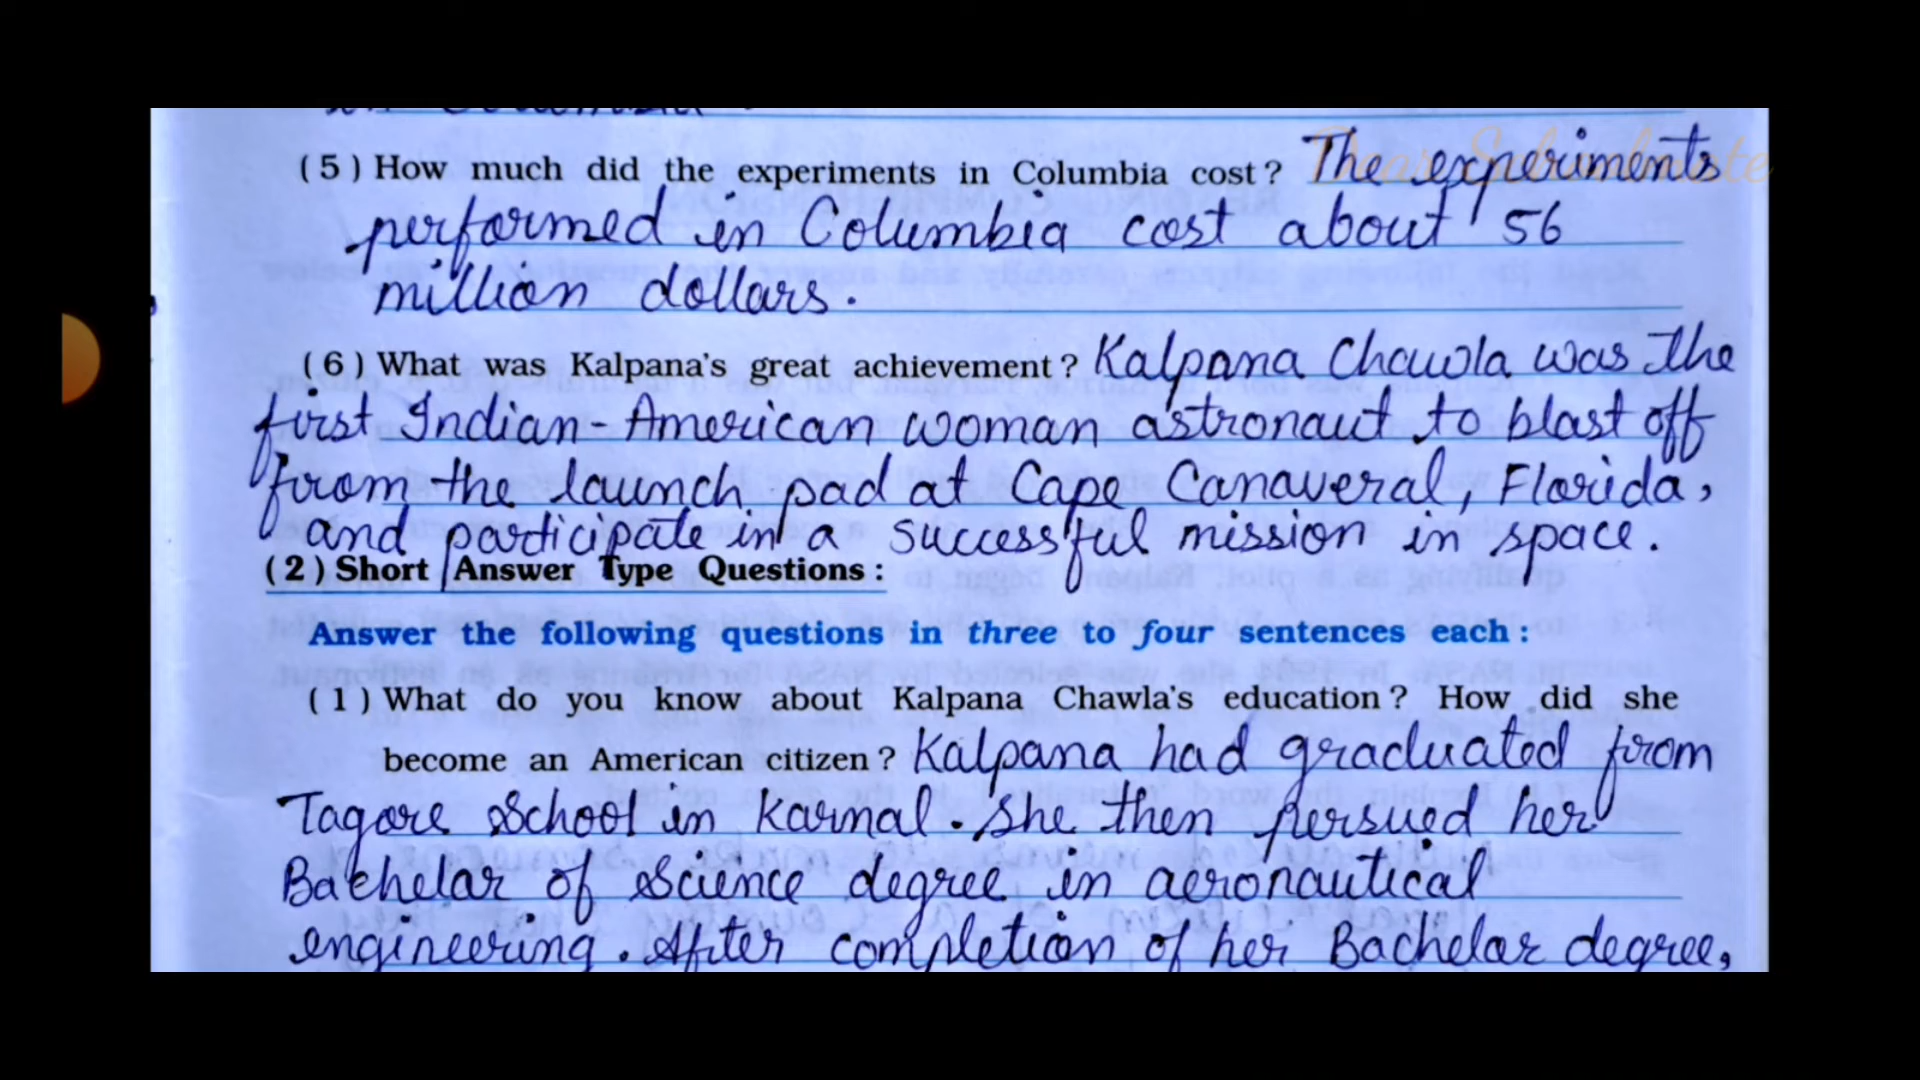 (5) How much did the experiments in Columbia cost? The experiments
performed in Columbia cost about 56
million dollars.
(6) What was Kalpana's great achievement? Kalpana Chawla was the
first Indian-American woman astronaut to blast off
from the launch pad at Cape Canaveral, Florida,
and participate in a successful mission in space.
(2) Short Answer Type Questions :
Answer the following questions in three to four sentences each :
(1) What do you know about Kalpana Chawla's education? How did she
become an American citizen? Kalpana had graduated from
Tagore School in Karnal. She then persued her
Bachelar of Science degree in aeronautical
engineering. After completion of her Bachelar degree,